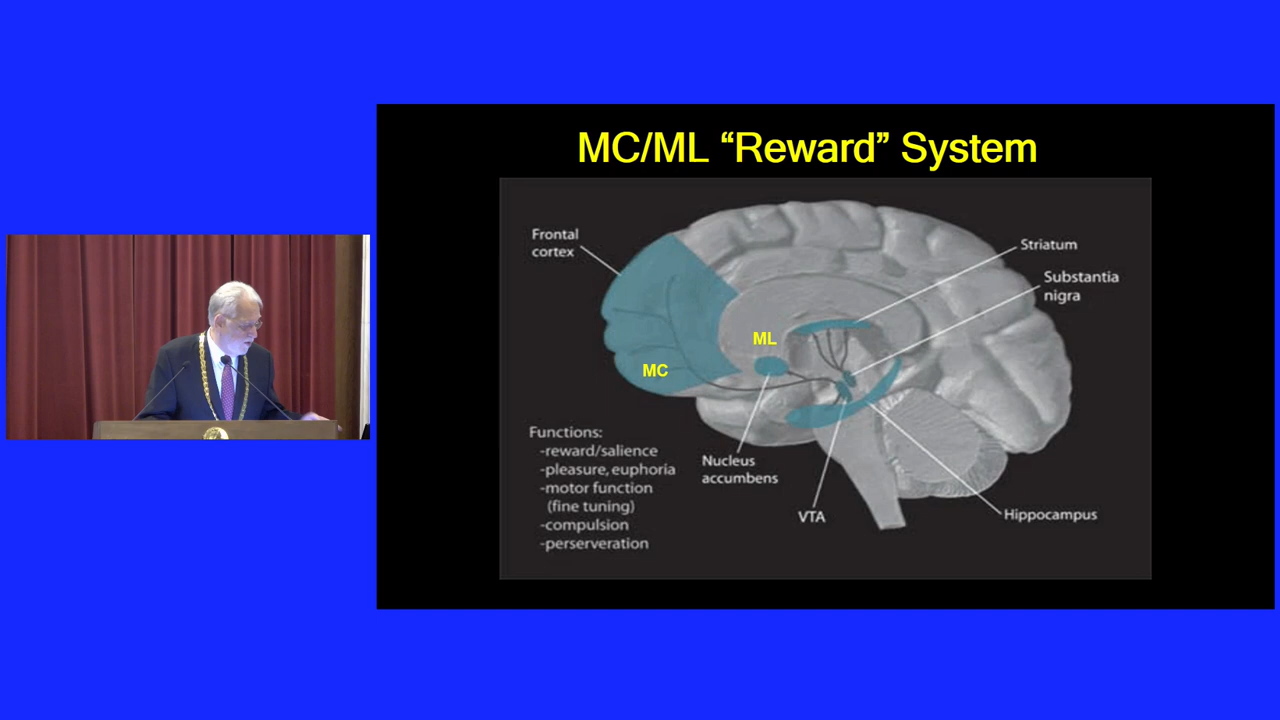 MC/ML “Reward” System
Frontal
cortex
Striatum
Substantia
nigra
ML
MC
Functions:
-reward/salience
-pleasure, euphoria
-motor function
(fine tuning)
-compulsion
-perserveration
Nucleus
accumbens
VTA
Hippocampus